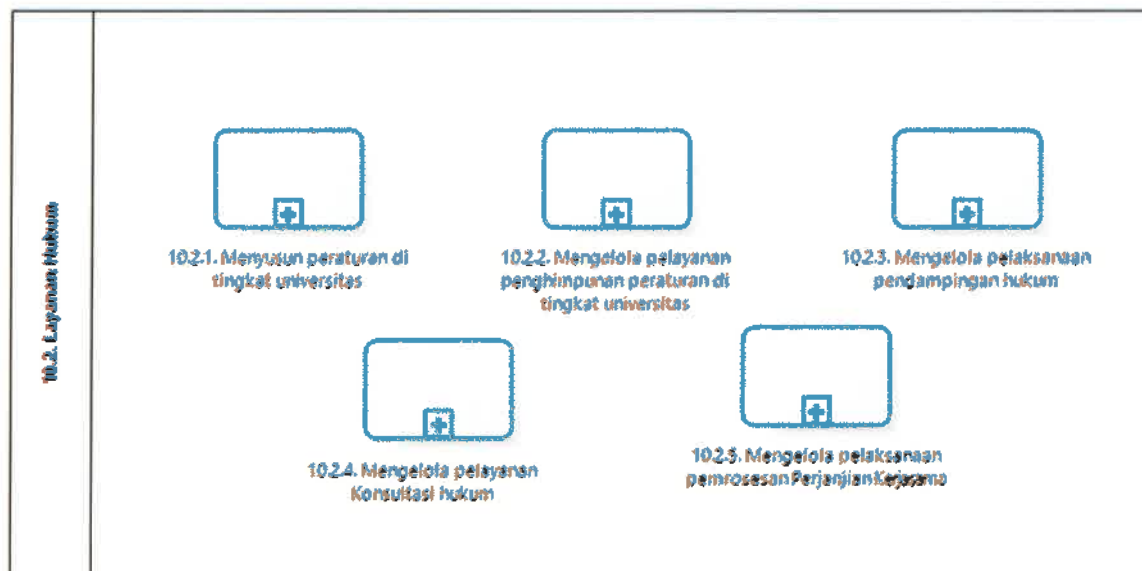 10.2. Layanan Hukum
10.2.1. Menyusun peraturan di
tingkat universitas
10.2.2. Mengelola pelayanan
penghimpunan peraturan di
tingkat universitas
10.2.3. Mengelola pelaksanaan
pendampingan hukum
10.2.4. Mengelola pelayanan
Konsultasi hukum
10.2.5. Mengelola pelaksanaan
pemrosesan Perjanjian Kerjsama